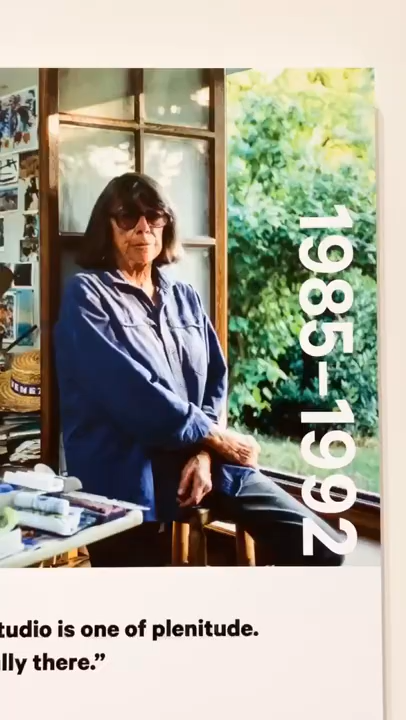 1985–1992
tudio is one of plenitude.
lly there.”